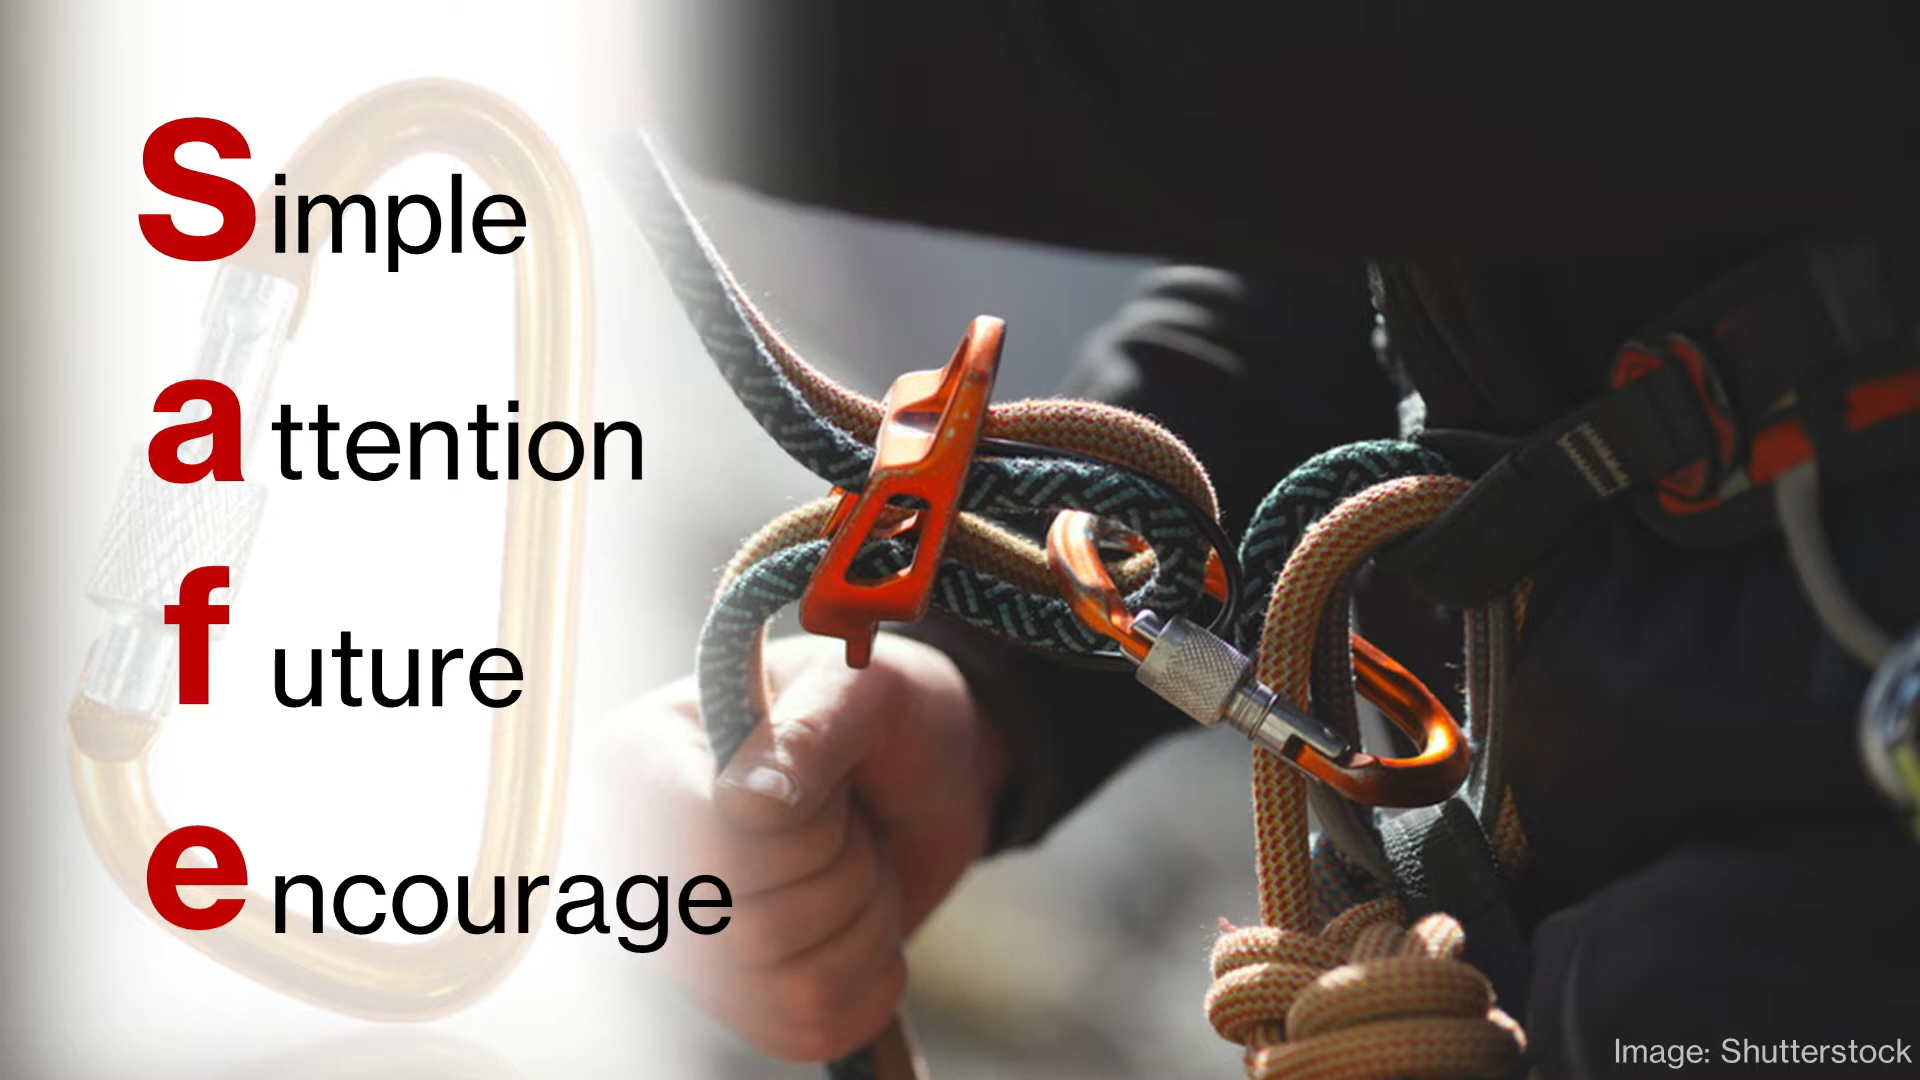 Simple
attention
future
encourage
Image: Shutterstock